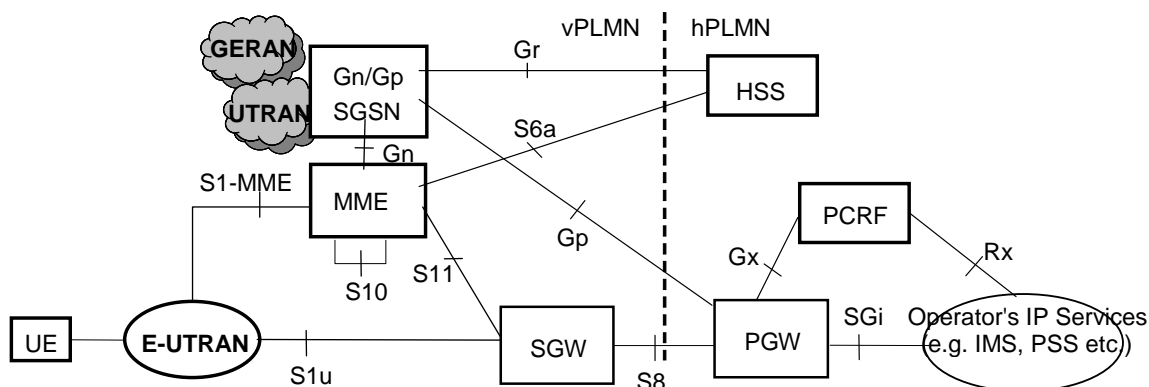 vPLMN
hPLMN
GERAN
UTRAN
Gn/Gp
SGSN
Gr
HSS
S6a
Gn
S1-MME
MME
Gp
PCRF
S10
S11
Gx
Rx
UE
E-UTRAN
S1u
SGW
S8
PGW
SGi
Operator's IP Services
(e.g. IMS, PSS etc.)